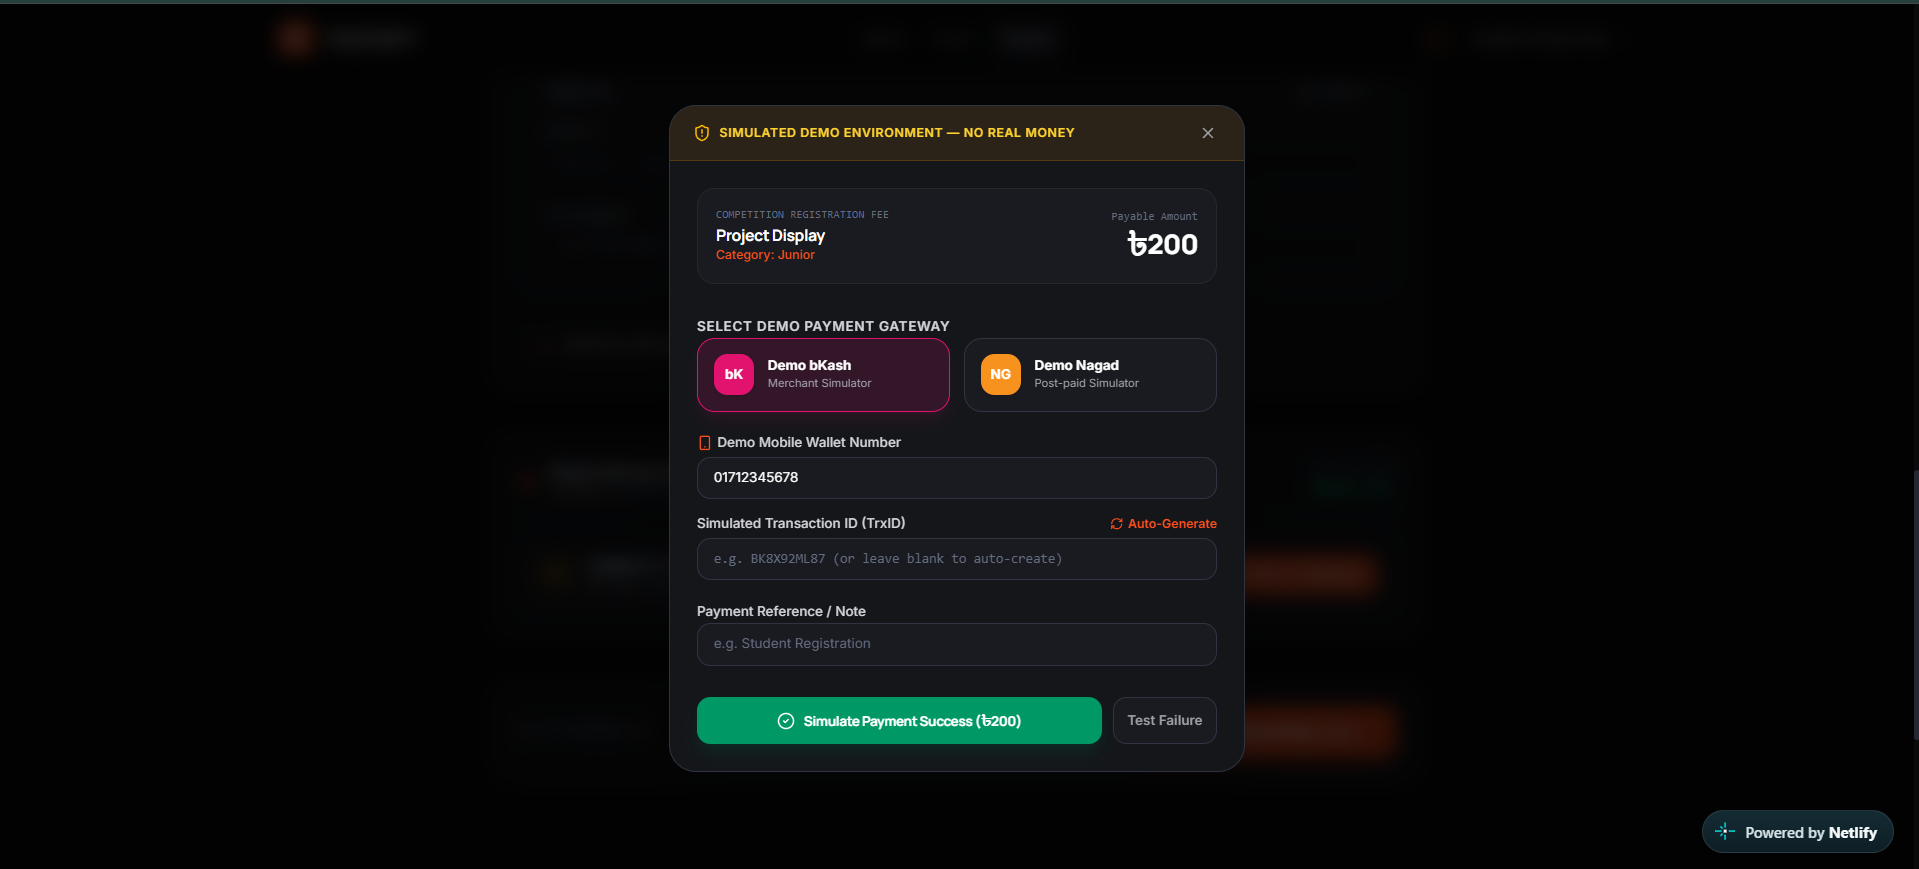 SIMULATED DEMO ENVIRONMENT — NO REAL MONEY
COMPETITION REGISTRATION FEE
Project Display
Category: Junior
Payable Amount
৳200
SELECT DEMO PAYMENT GATEWAY
bK
Demo bKash
Merchant Simulator
NG
Demo Nagad
Post-paid Simulator
Demo Mobile Wallet Number
01712345678
Simulated Transaction ID (TrxID)
Auto-Generate
e.g. BK8X92ML87 (or leave blank to auto-create)
Payment Reference / Note
e.g. Student Registration
Simulate Payment Success (৳200)
Test Failure
Powered by Netlify